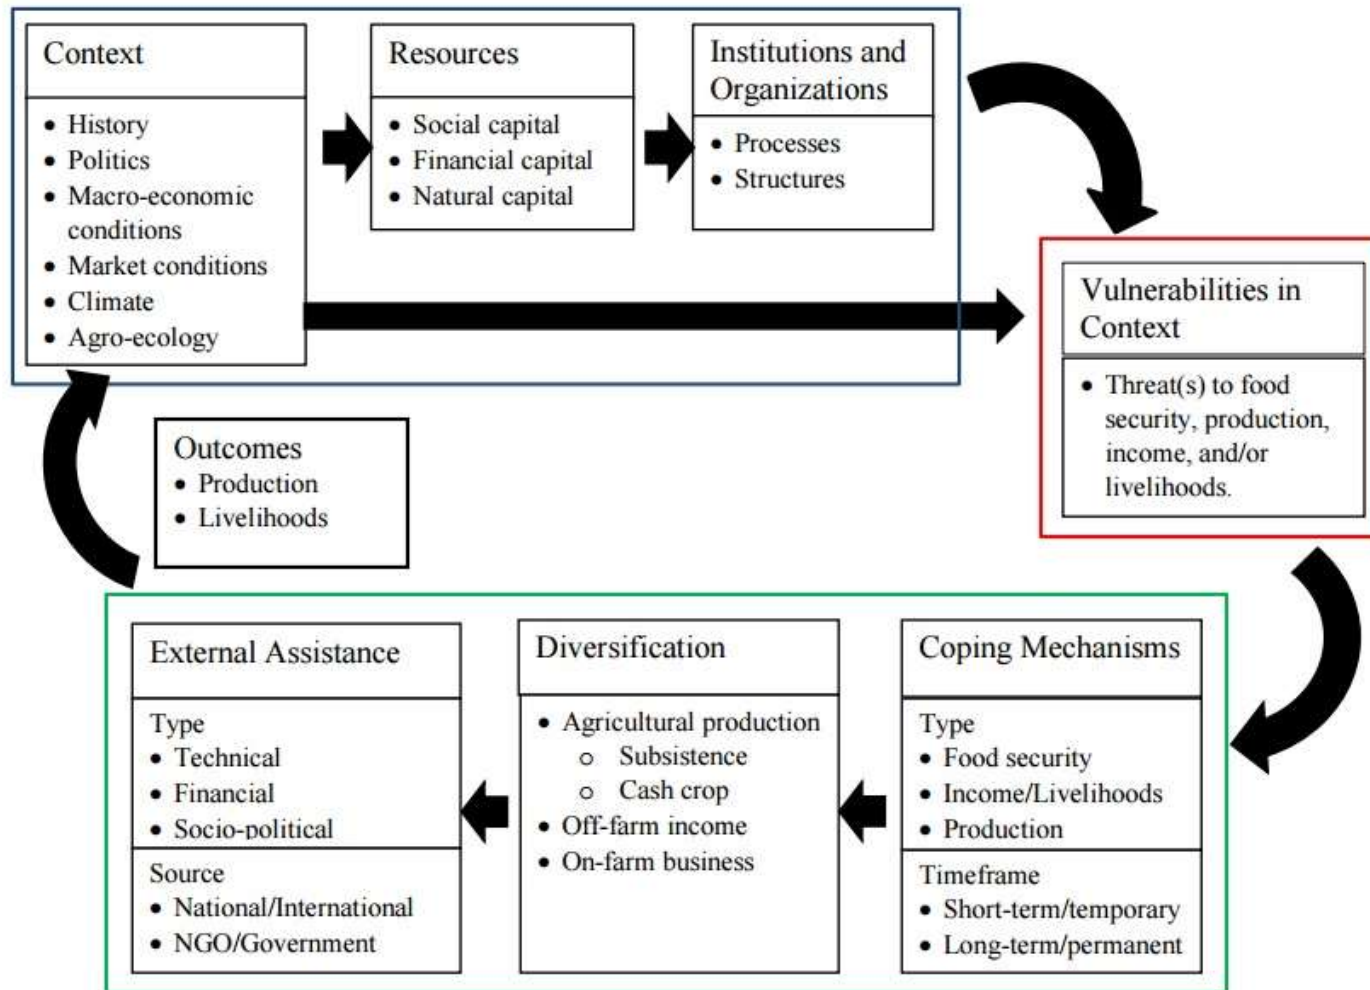 Context
• History
• Politics
• Macro-economic
conditions
• Market conditions
• Climate
• Agro-ecology
Resources
• Social capital
• Financial capital
• Natural capital
Institutions and
Organizations
• Processes
• Structures
Vulnerabilities in
Context
• Threat(s) to food
security, production,
income, and/or
livelihoods.
Outcomes
• Production
• Livelihoods
External Assistance
Type
• Technical
• Financial
• Socio-political
Source
• National/International
• NGO/Government
Diversification
• Agricultural production
o Subsistence
o Cash crop
• Off-farm income
• On-farm business
Coping Mechanisms
Type
• Food security
• Income/Livelihoods
• Production
Timeframe
• Short-term/temporary
• Long-term/permanent